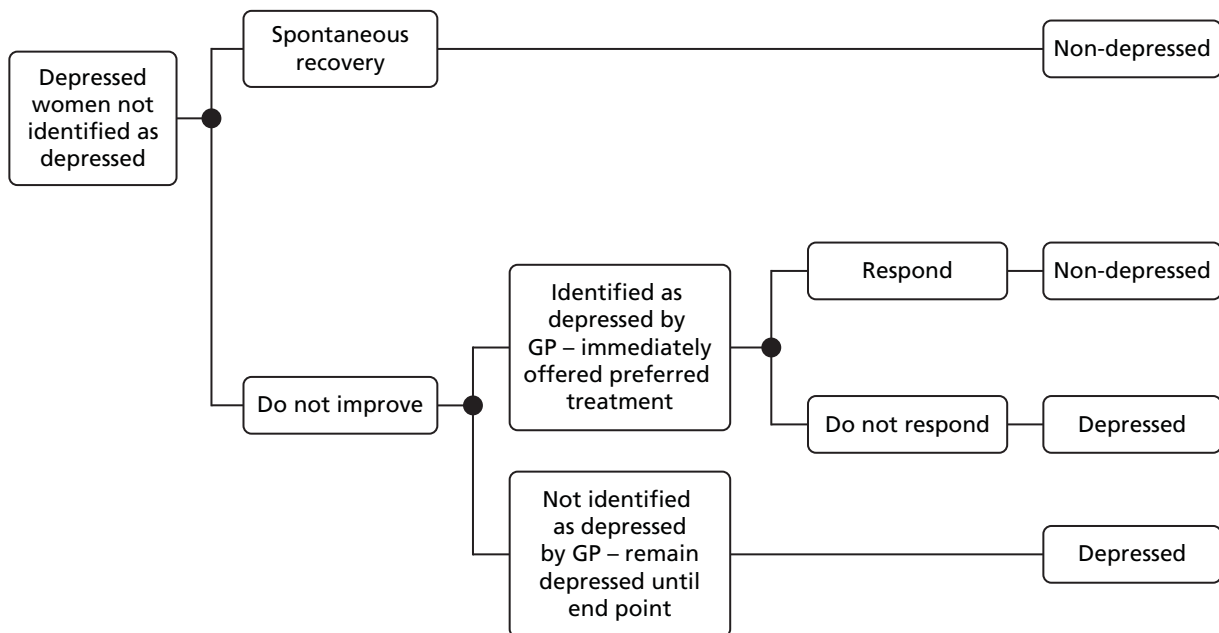 Depressed
women not
identified as
depressed
Spontaneous
recovery
Non-depressed
Do not improve
Identified as
depressed by
GP – immediately
offered preferred
treatment
Respond
Non-depressed
Do not respond
Depressed
Not identified
as depressed
by GP – remain
depressed until
end point
Depressed